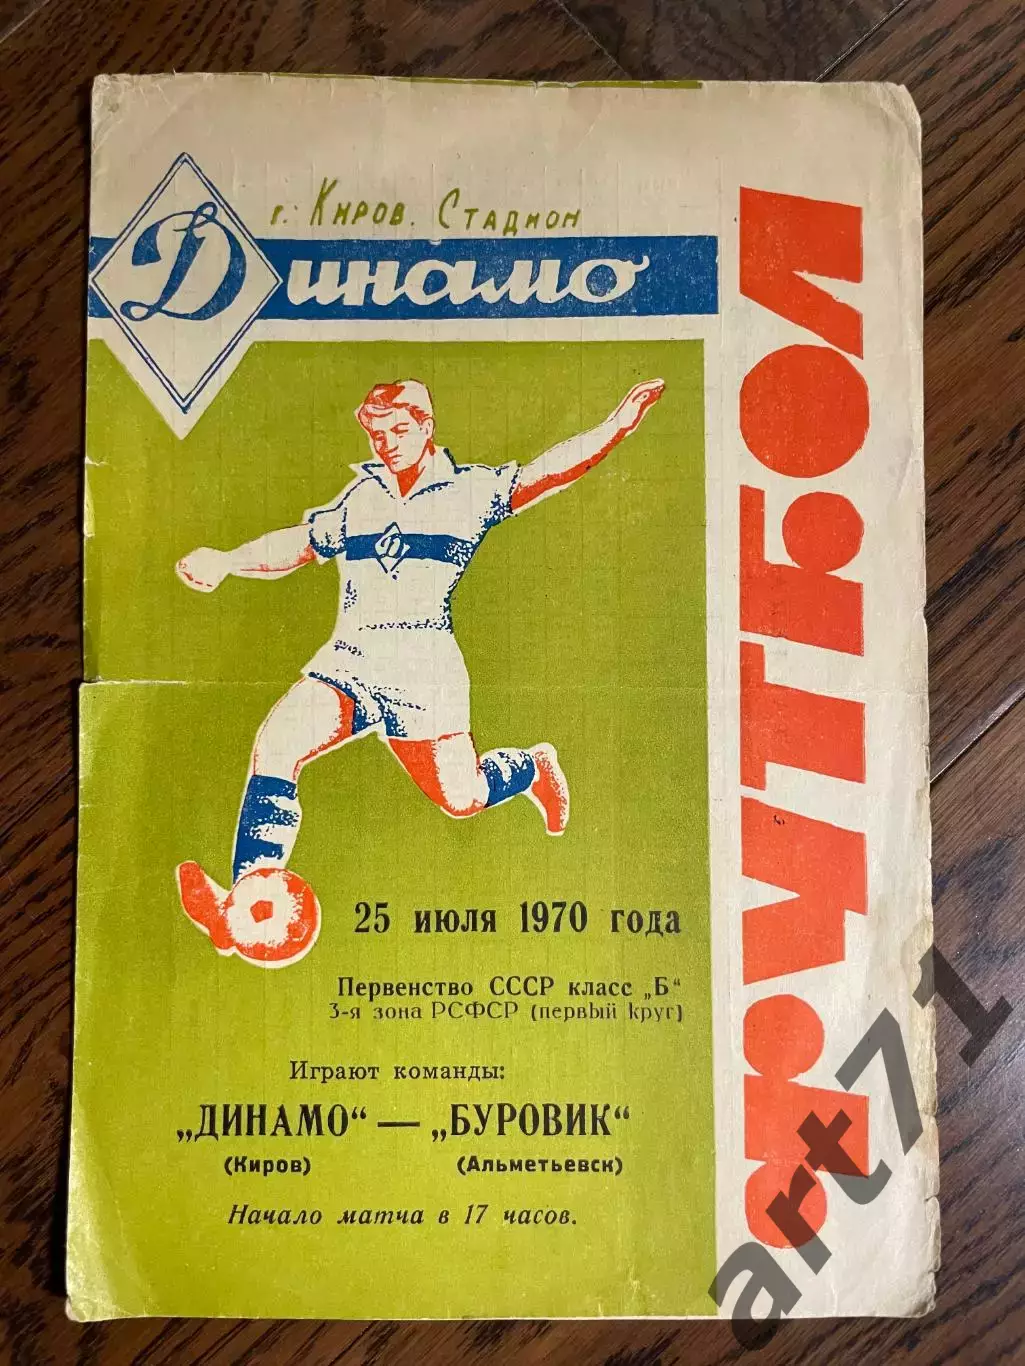 г. Киров. Стадион
Д
Динамо
ФУТБОЛ
Д
25 июля 1970 года
Первенство СССР класс „Б“
3-я зона РСФСР (первый круг)
Играют команды:
„ДИНАМО“ — „БУРОВИК“
(Киров) (Альметьевск)
Начало матча в 17 часов.
art71